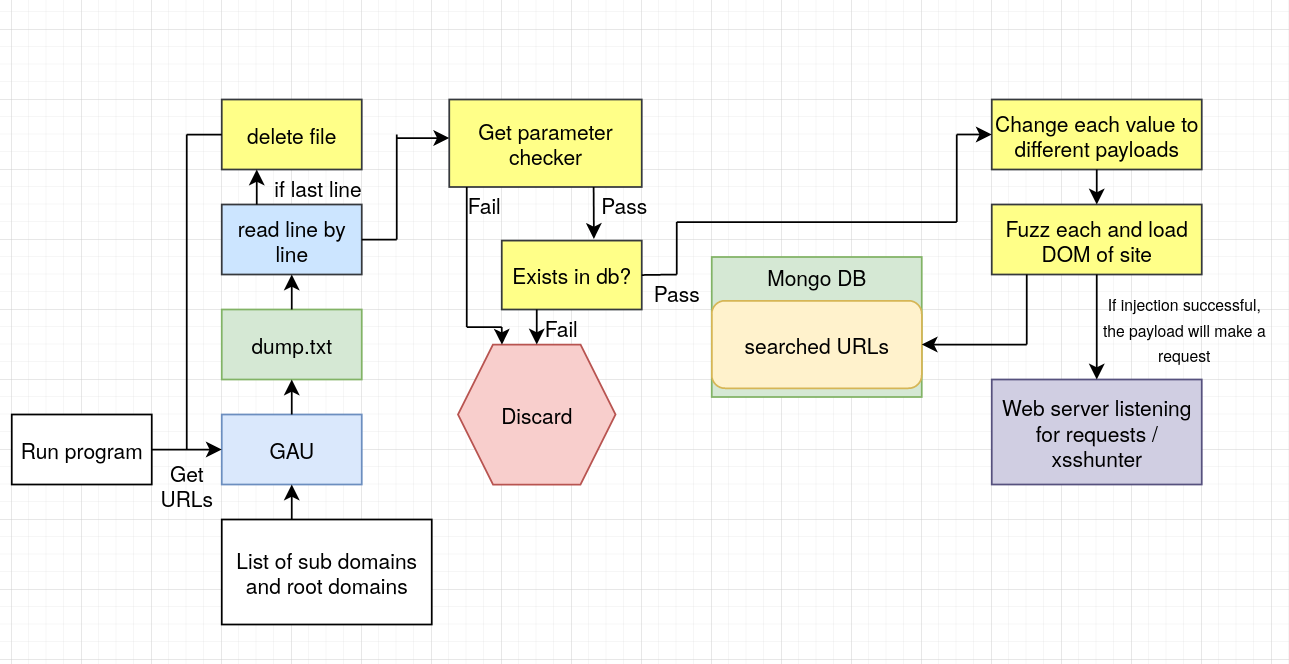 delete file
if last line
read line by
line
dump.txt
Run program
Get
URLs
GAU
List of sub domains
and root domains
Get parameter
checker
Fail
Pass
Exists in db?
Pass
Fail
Discard
Mongo DB
searched URLs
Change each value to
different payloads
Fuzz each and load
DOM of site
If injection successful,
the payload will make a
request
Web server listening
for requests /
xsshunter